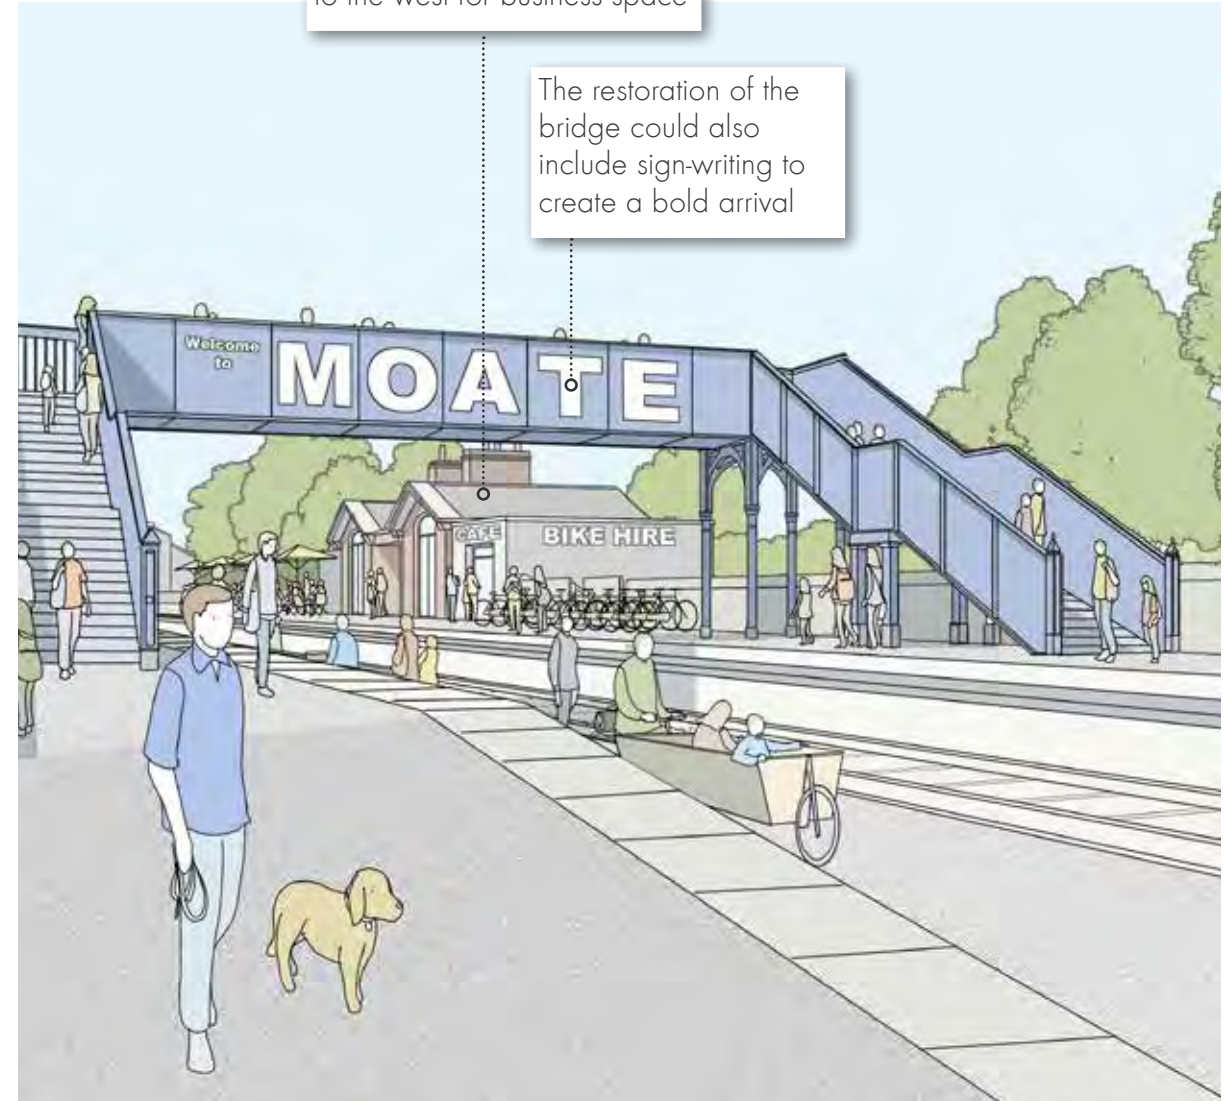 to the west for business space
The restoration of the
bridge could also
include sign-writing to
create a bold arrival
Welcome
to
MOATE
CAFE
BIKE HIRE